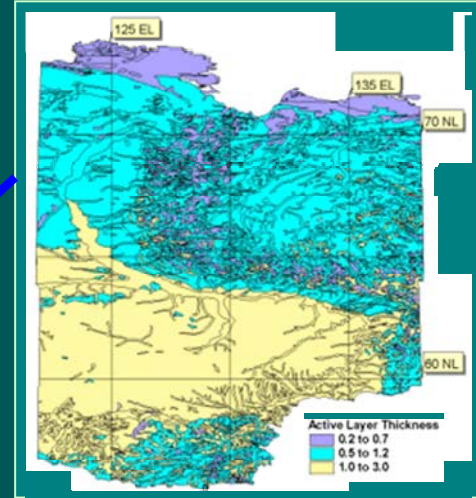 125 EL
135 EL
70 NL
60 NL
Active Layer Thickness
0.2 to 0.7
0.5 to 1.2
1.0 to 3.0